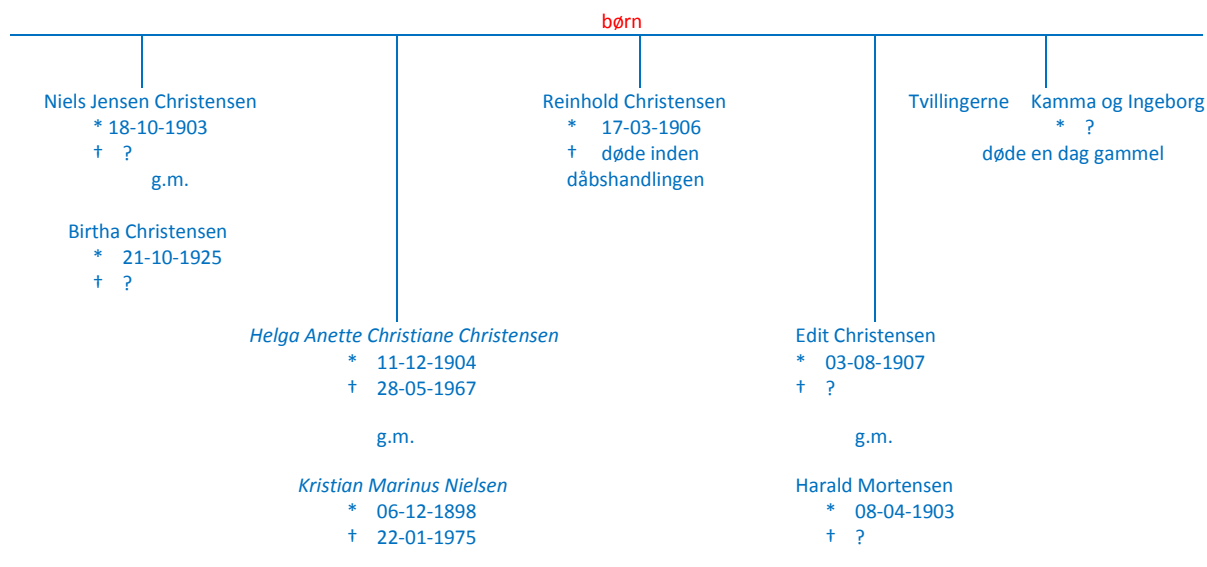 børn
Niels Jensen Christensen
* 18-10-1903
† ?
g.m.
Birtha Christensen
* 21-10-1925
† ?
Helga Anette Christiane Christensen
* 11-12-1904
† 28-05-1967
g.m.
Kristian Marinus Nielsen
* 06-12-1898
† 22-01-1975
Reinhold Christensen
* 17-03-1906
† døde inden
dåbshandlingen
Edit Christensen
* 03-08-1907
† ?
g.m.
Harald Mortensen
* 08-04-1903
† ?
Tvillingerne Kamma og Ingeborg
* ?
døde en dag gammel